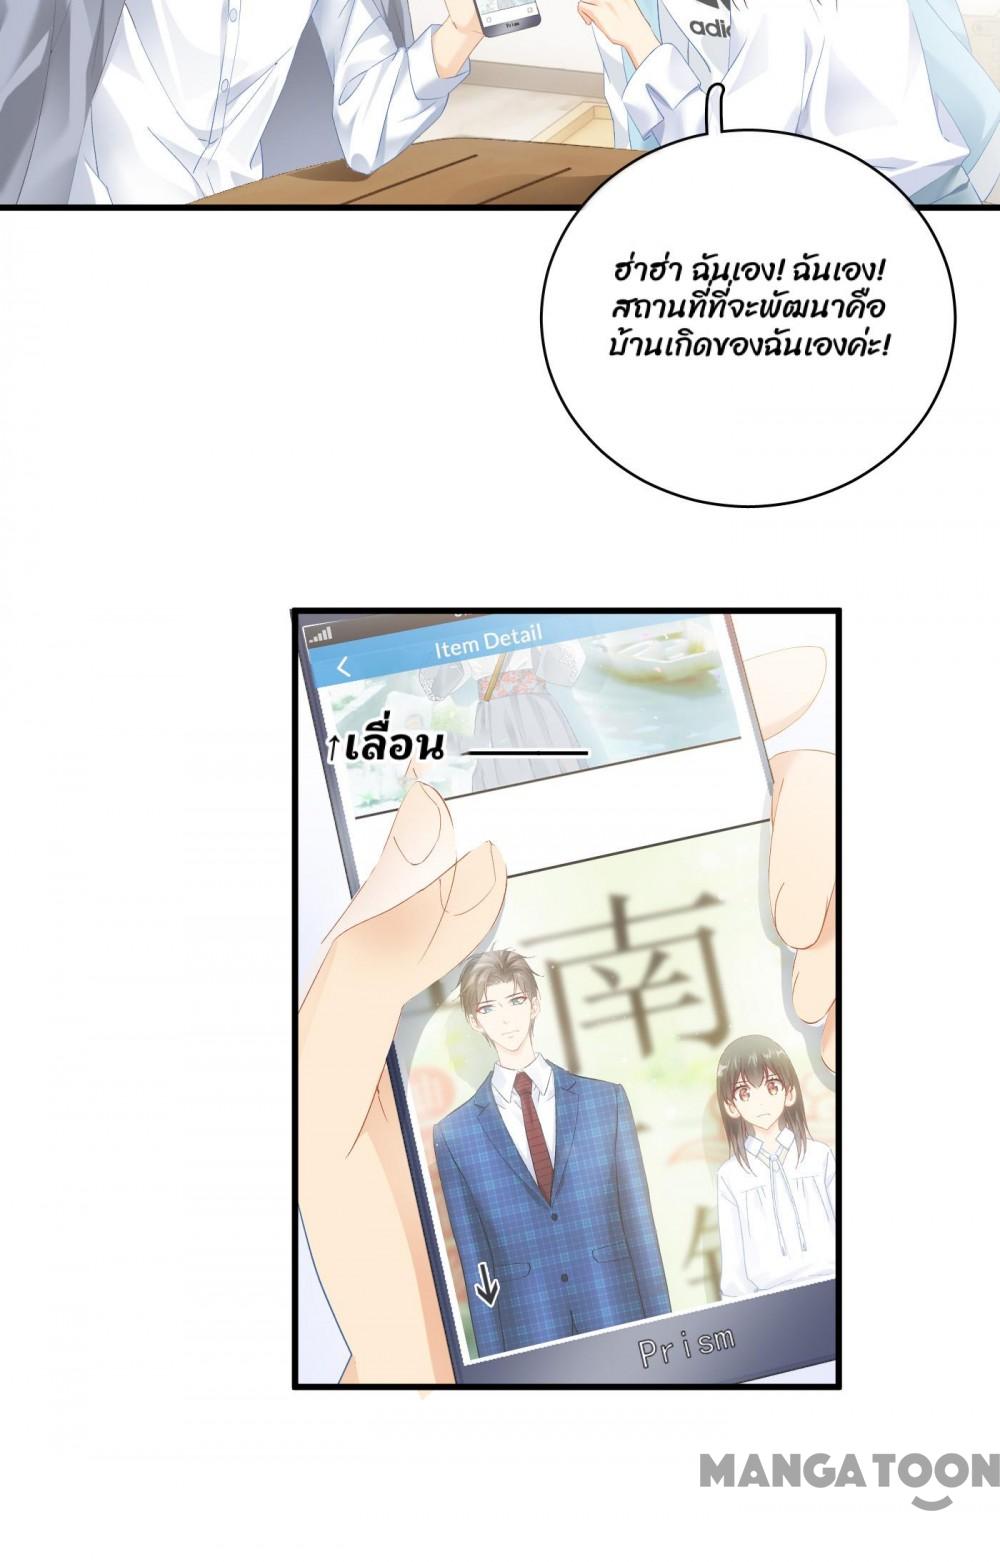 Prism
adid
ฮ่าฮ่า ฉันเอง! ฉันเอง!
สถานที่ที่จะพัฒนาคือ
บ้านเกิดของฉันเองค่ะ!
Item Detail
↑เลื่อน
南
↓
Prism
MANGATOON